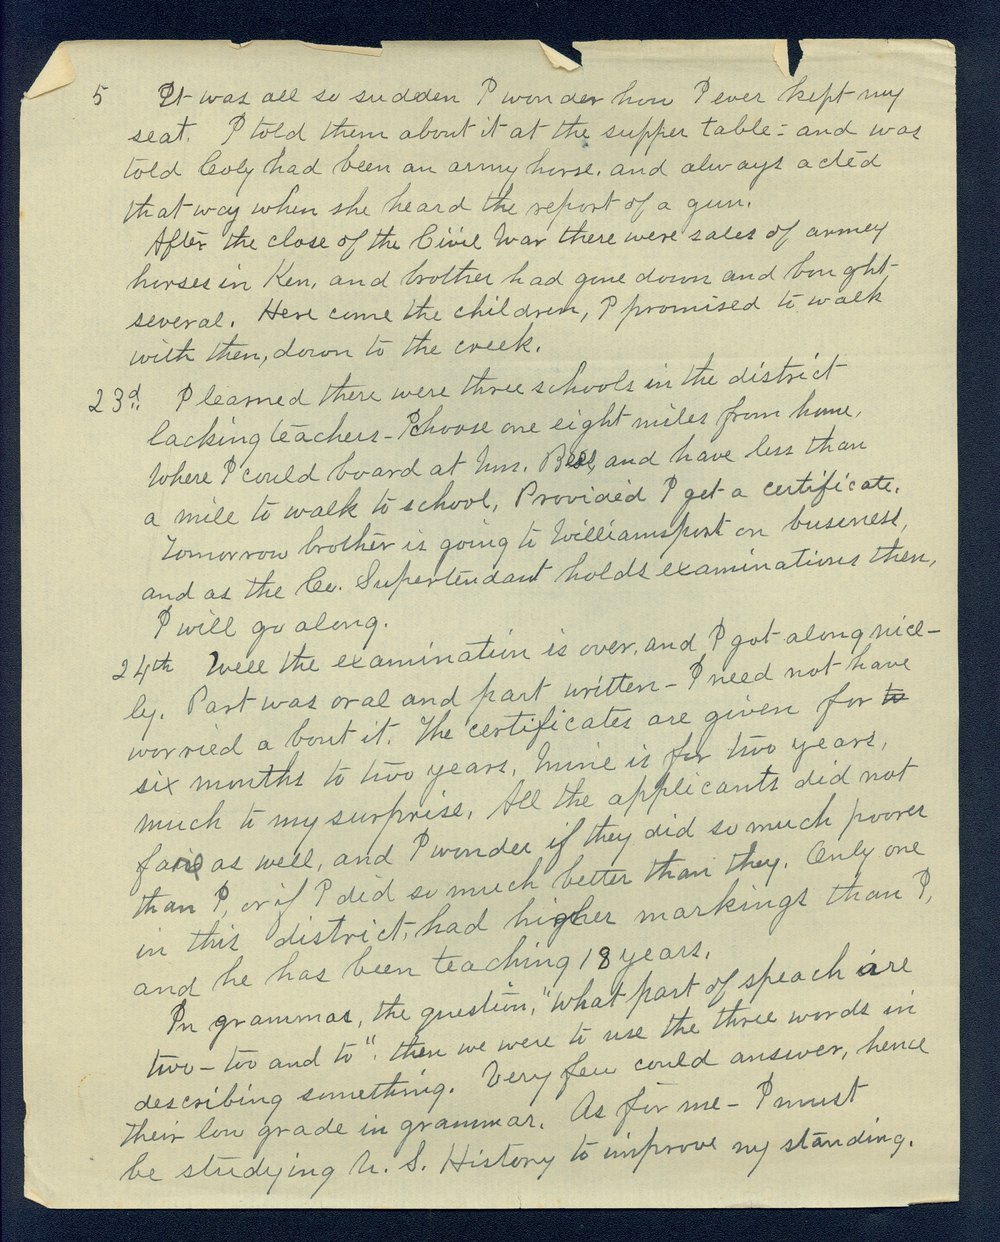 5 It was all so sudden I wonder how I ever kept my
seat. I told them about it at the supper table - and was
told Coly had been an army horse, and always acted
that way when she heard the report of a gun.
After the close of the Civil War there were sales of armey
horses in Ken, and brother had gone down and bought
several. Here come the children, I promised to walk
with then, down to the creek.
23d. I learned there were three schools in the district
lacking teachers - I choose one eight miles from home,
where I could board at Mrs. and have less than
a mile to walk to school, Provided I get a certificate.
Tomorrow brother is going to Williamsport on buseness,
and as the Co. Supertendant holds examinations then,
I will go along.
24th Well the examination is over, and I got along nice-
ly. Part was oral and part written - I need not have
worried a bout it. The certificates are given for to
six months to two years, Mine is for two years,
much to my surprise. All the applicants did not
as well, and I wonder if they did so much poorer
than I, or if I did so much better than they. Only one
in this district, had higher markings than I,
and he has been teaching 18 years.
In grammar, the question, "What part of speach are
two - too and to". then we were to use the three words in
describing something. Very few could answer, hence
their low grade in grammar. As for me - I must
be studying U. S. History to improve my standing.